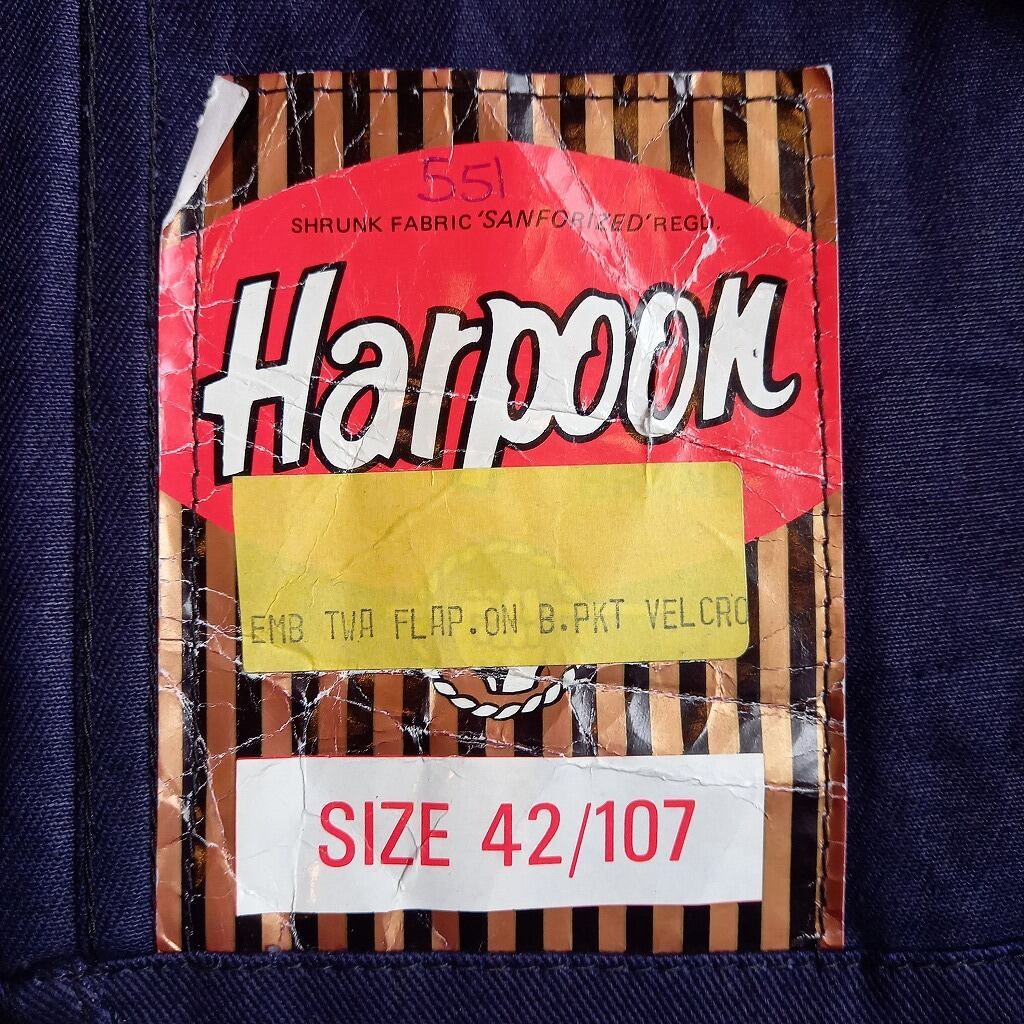 551
SHRUNK FABRIC 'SANFORIZED' REGD.
Harpoon
EMB TWA FLAP.ON B.PKT VELCRO
SIZE 42/107